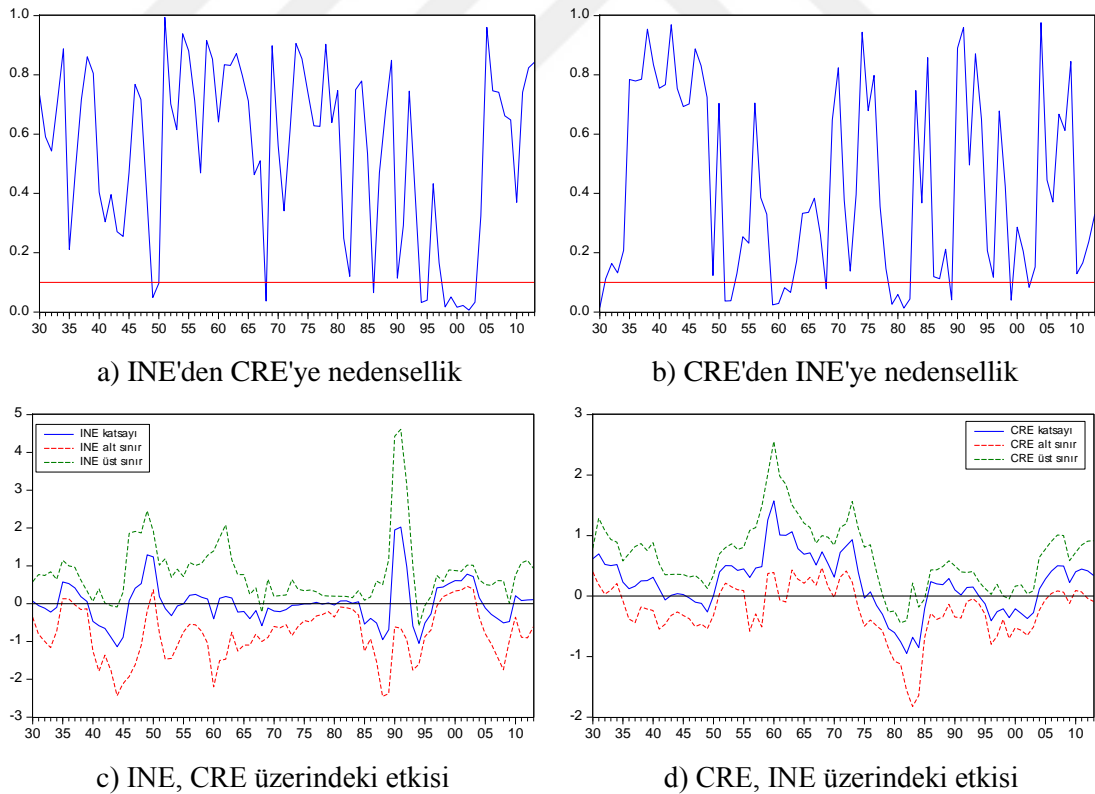 1.0
0.8
0.6
0.4
0.2
0.0
30 35 40 45 50 55 60 65 70 75 80 85 90 95 00 05 10
a) INE'den CRE'ye nedensellik
1.0
0.8
0.6
0.4
0.2
0.0
30 35 40 45 50 55 60 65 70 75 80 85 90 95 00 05 10
b) CRE'den INE'ye nedensellik
5
4
3
2
1
0
-1
-2
-3
INE katsayı
INE alt sınır
INE üst sınır
30 35 40 45 50 55 60 65 70 75 80 85 90 95 00 05 10
c) INE, CRE üzerindeki etkisi
3
2
1
0
-1
-2
CRE katsayı
CRE alt sınır
CRE üst sınır
30 35 40 45 50 55 60 65 70 75 80 85 90 95 00 05 10
d) CRE, INE üzerindeki etkisi